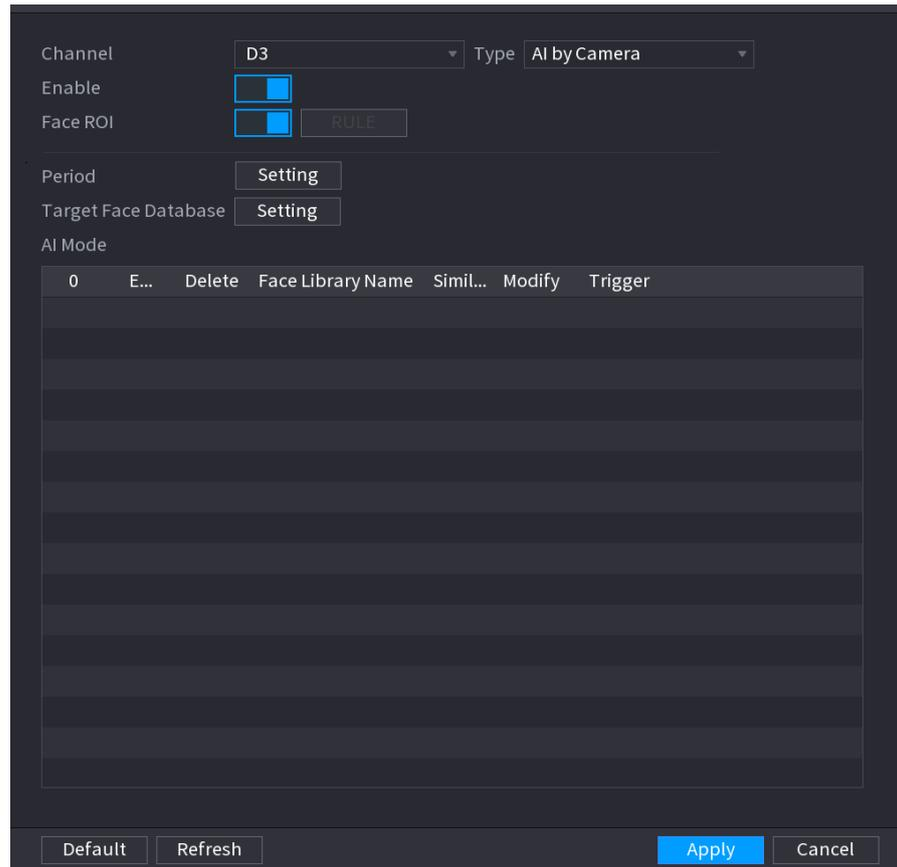 Channel D3 Type AI by Camera
Enable
Face ROI RULE
Period Setting
Target Face Database Setting
AI Mode
0 E... Delete Face Library Name Simil... Modify Trigger
Default Refresh Apply Cancel